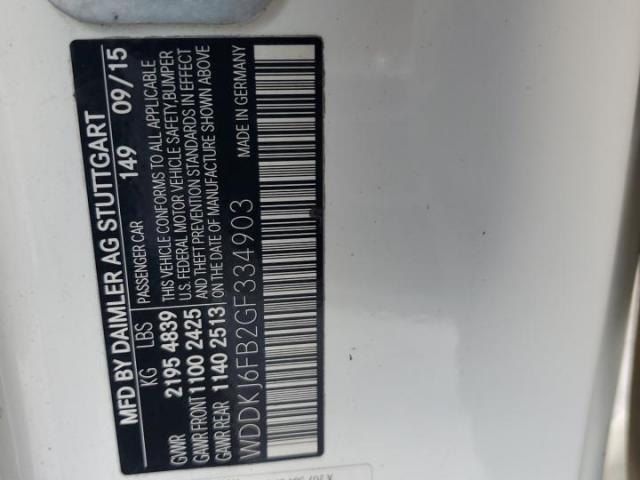 MFD BY DAIMLER AG STUTTGART
PASSENGER CAR 149 09/15
KG LBS
GWWR 2195 4839
GAWR FRONT 1100 2425
GAWR REAR 1140 2513
THIS VEHICLE CONFORMS TO ALL APPLICABLE
U.S. FEDERAL MOTOR VEHICLE SAFETY, BUMPER
AND THEFT PREVENTION STANDARDS IN EFFECT
ON THE DATE OF MANUFACTURE SHOWN ABOVE
WDDKJ6FB2GF334903
MADE IN GERMANY